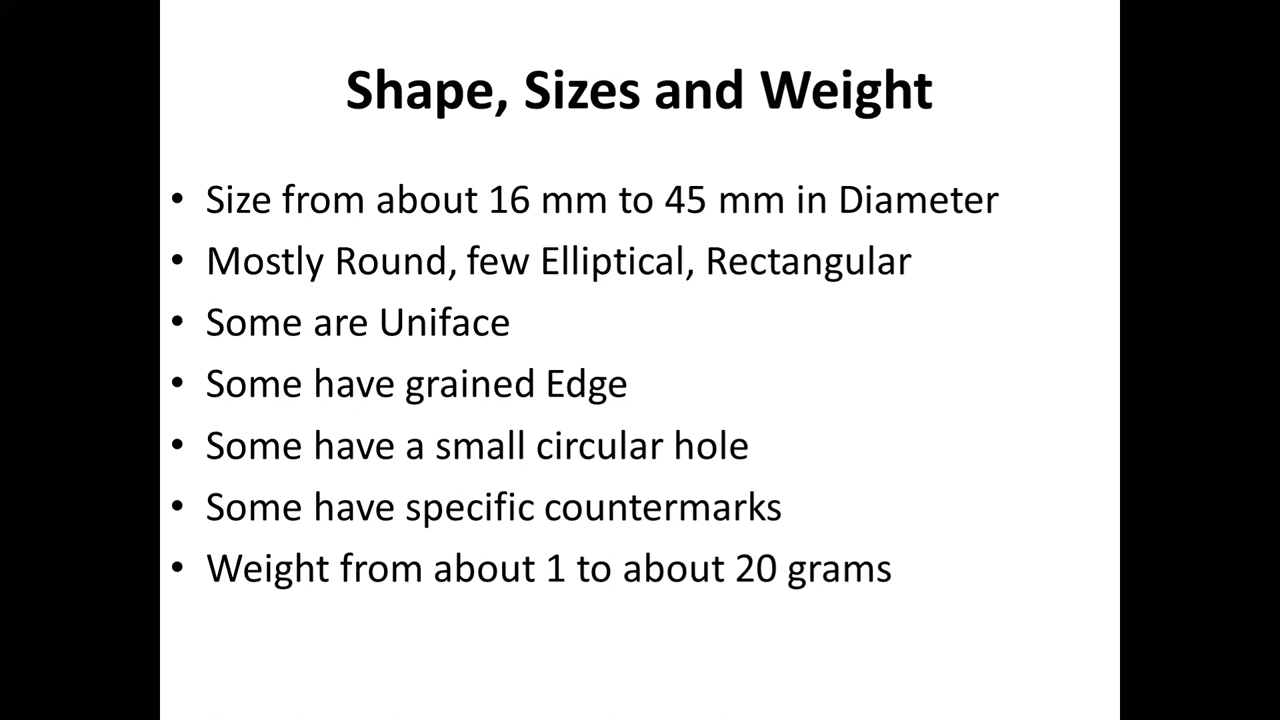 Shape, Sizes and Weight
• Size from about 16 mm to 45 mm in Diameter
• Mostly Round, few Elliptical, Rectangular
• Some are Uniface
• Some have grained Edge
• Some have a small circular hole
• Some have specific countermarks
• Weight from about 1 to about 20 grams